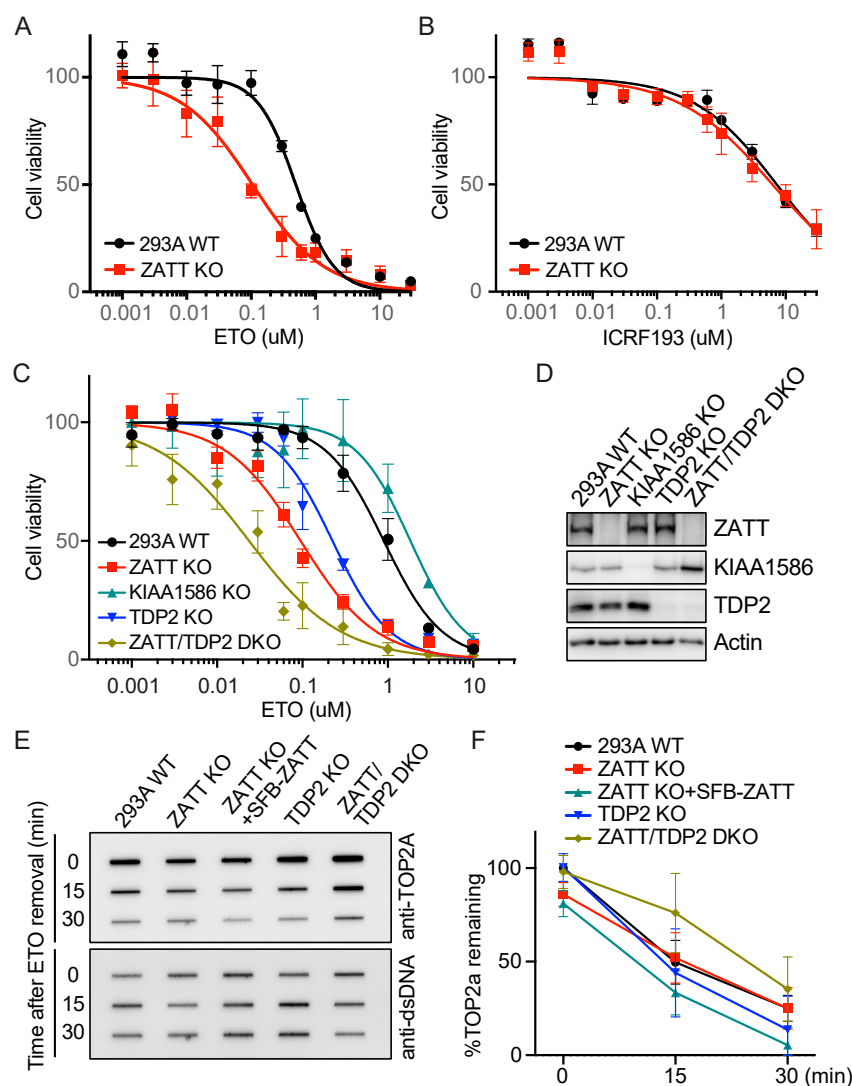 A
Cell viability
100
50
0
293A WT
ZATT KO
0.001
0.01
0.1
1
10
ETO (uM)
B
Cell viability
100
50
0
293A WT
ZATT KO
0.001
0.01
0.1
1
10
ICRF193 (uM)
C
Cell viability
100
50
0
293A WT
ZATT KO
KIAA1586 KO
TDP2 KO
ZATT/TDP2 DKO
0.001
0.01
0.1
1
10
ETO (uM)
D
293A WT
ZATT KO
KIAA1586 KO
TDP2 KO
ZATT/TDP2 DKO
ZATT
KIAA1586
TDP2
Actin
E
293A WT
ZATT KO
ZATT KO
+SFB-ZATT
TDP2 KO
ZATT/
TDP2 DKO
Time after ETO removal (min)
0
15
30
anti-TOP2A
0
15
30
anti-dsDNA
F
293A WT
ZATT KO
ZATT KO+SFB-ZATT
TDP2 KO
ZATT/TDP2 DKO
%TOP2a remaining
100
50
0
0
15
30 (min)